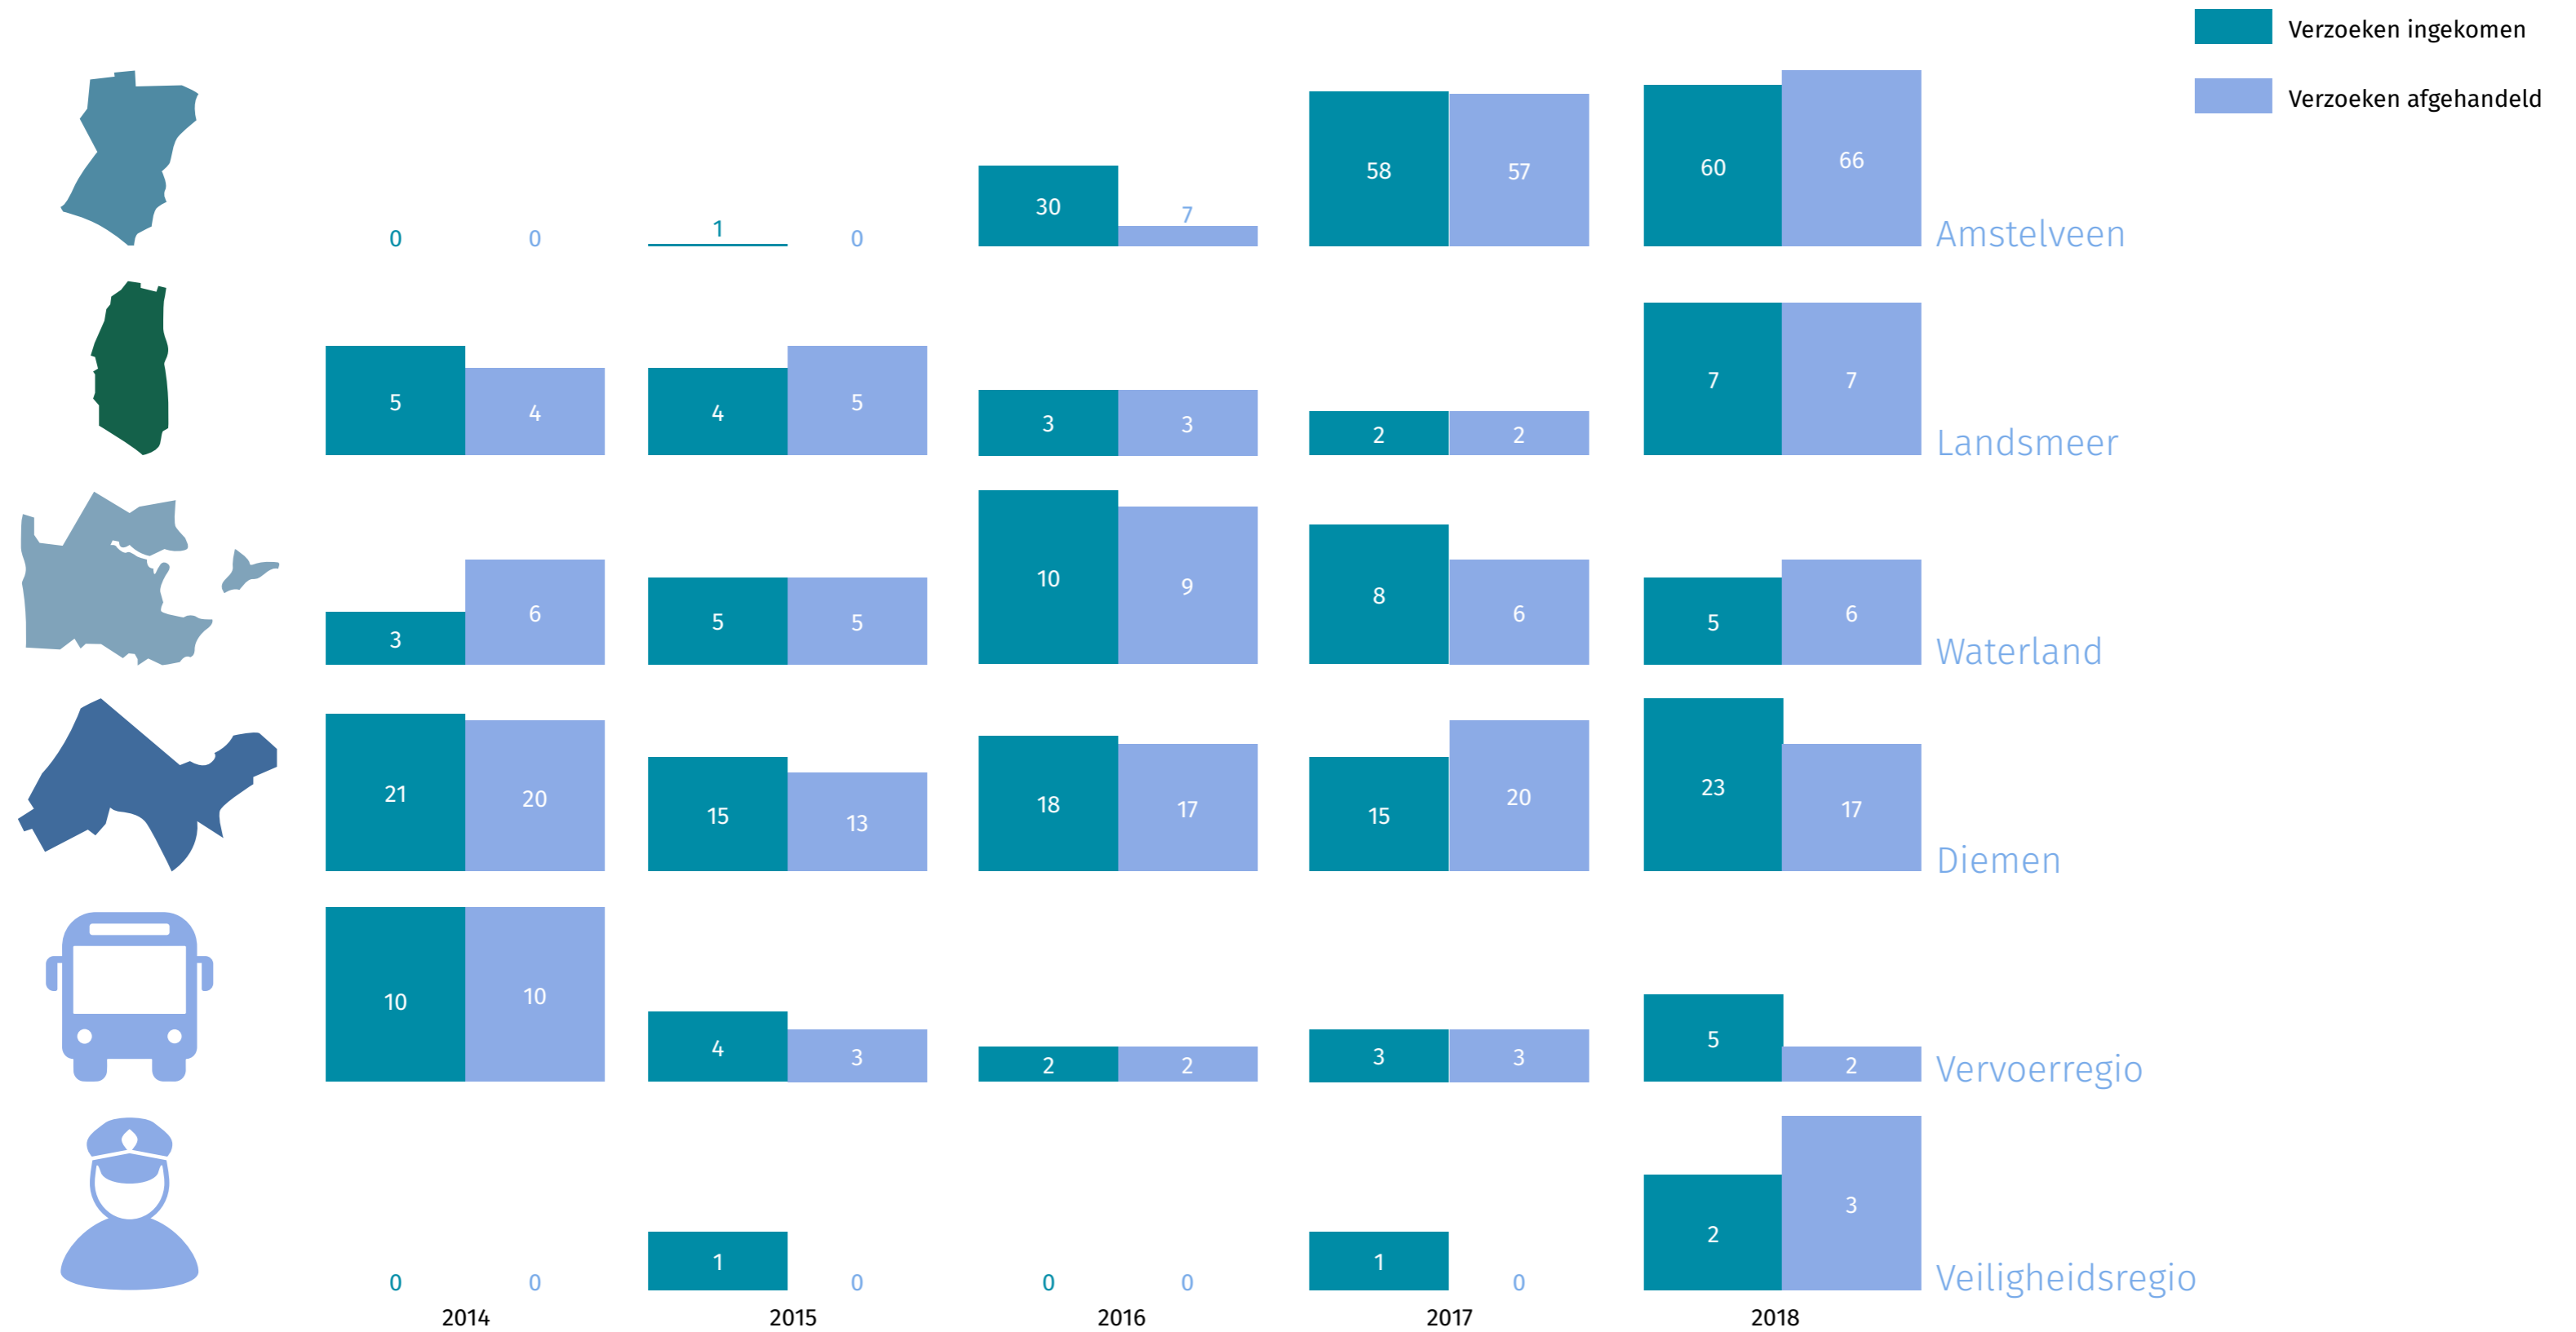 Verzoeken ingekomen
Verzoeken afgehandeld
0 0 1 0 30 7 58 57 60 66 Amstelveen
5 4 4 5 3 3 2 2 7 7 Landsmeer
3 6 5 5 10 9 8 6 5 6 Waterland
21 20 15 13 18 17 15 20 23 17 Diemen
10 10 4 3 2 2 3 3 5 2 Vervoerregio
0 0 1 0 0 0 1 0 2 3 Veiligheidsregio
2014 2015 2016 2017 2018